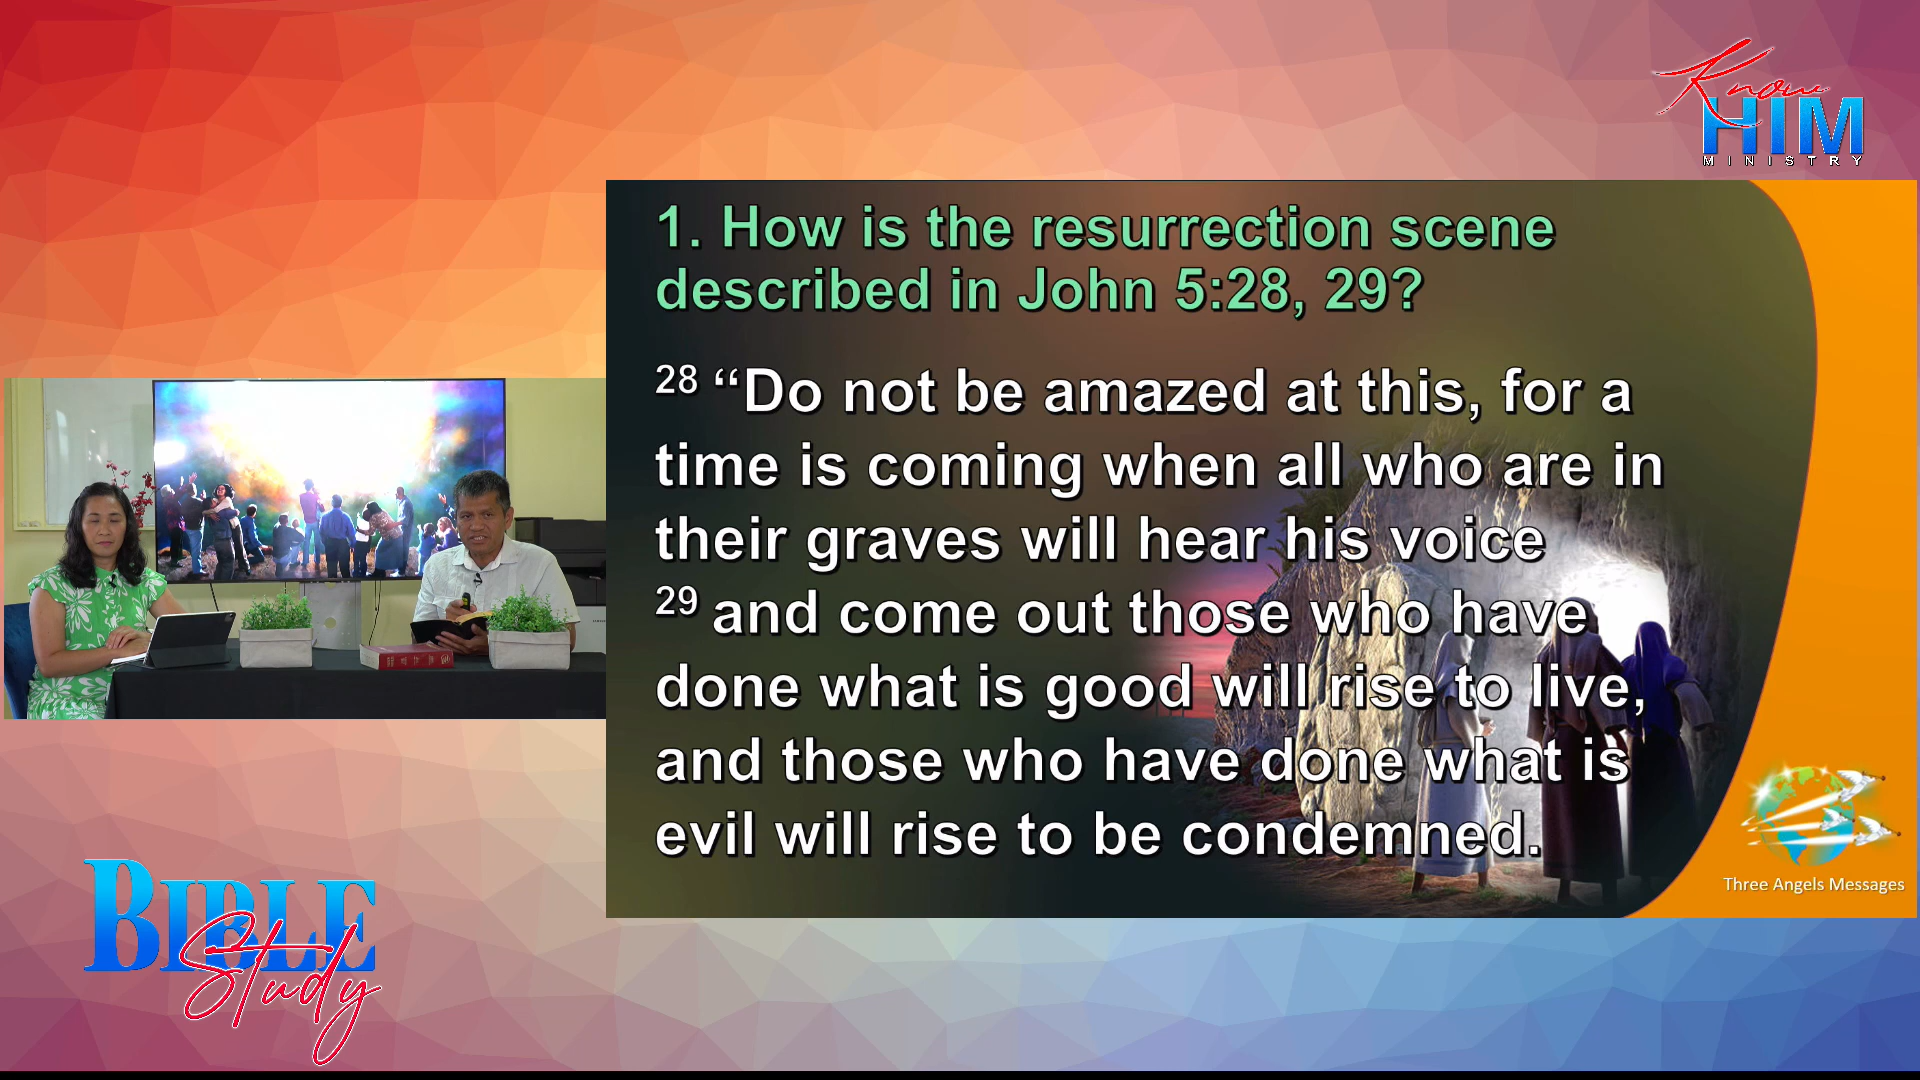 Know
HIM
MINISTRY
1. How is the resurrection scene
described in John 5:28, 29?
28 “Do not be amazed at this, for a
time is coming when all who are in
their graves will hear his voice
29 and come out those who have
done what is good will rise to live,
and those who have done what is
evil will rise to be condemned.
Three Angels Messages
BIBLE
Study